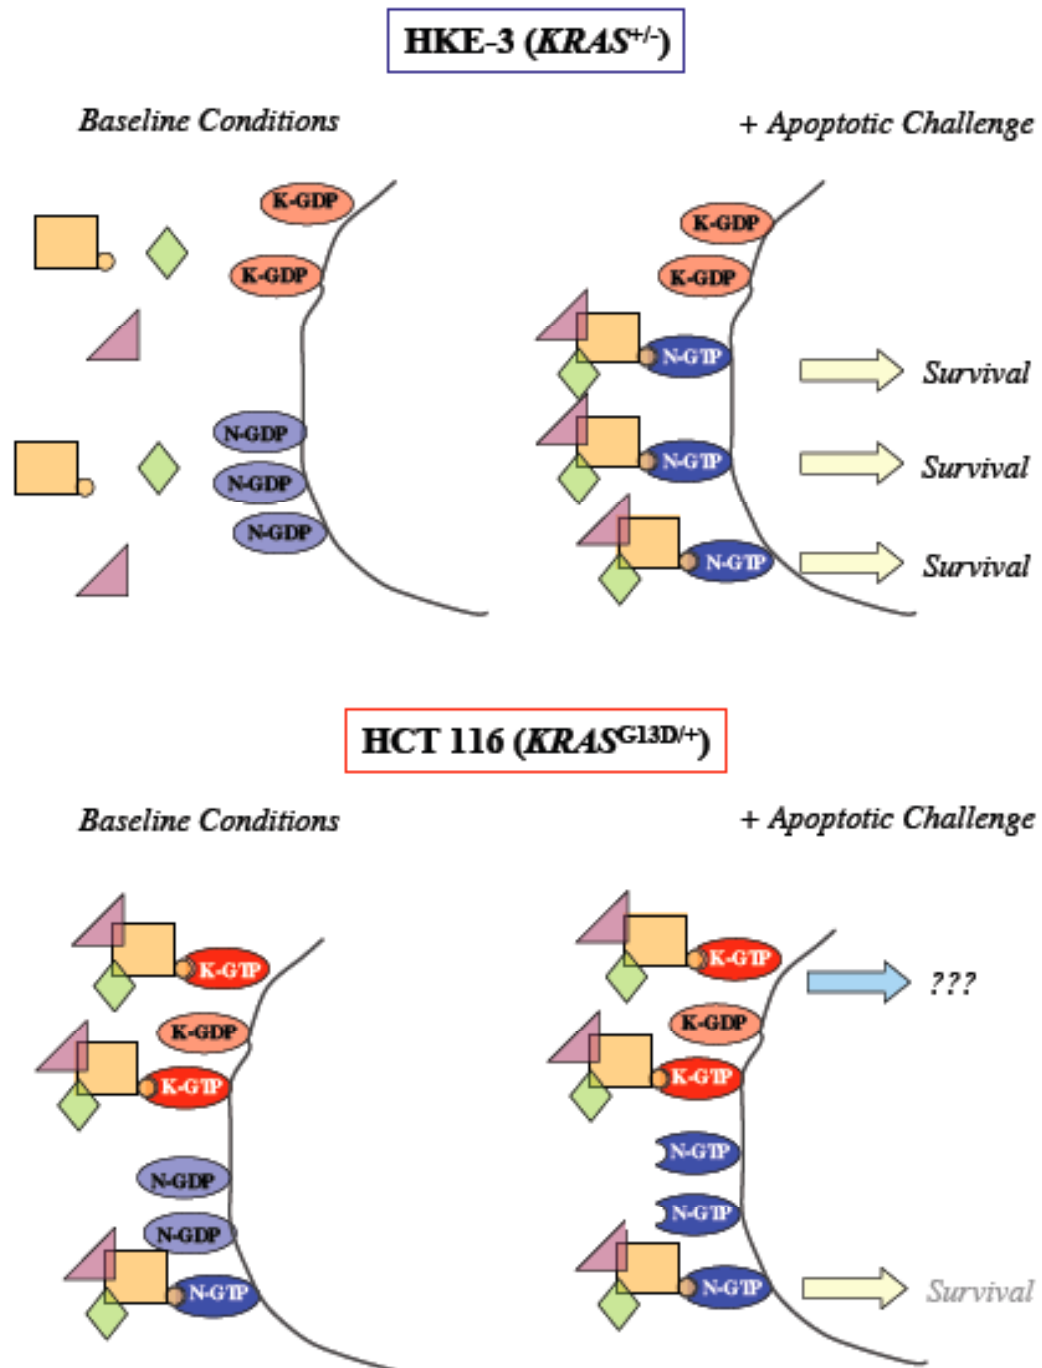 HKE-3 (KRAS+/-)
Baseline Conditions
+ Apoptotic Challenge
K-GDP
K-GDP
N-GDP
N-GDP
N-GDP
K-GDP
K-GDP
N-GTP
Survival
N-GTP
Survival
N-GTP
Survival
HCT 116 (KRASG13D/+)
Baseline Conditions
+ Apoptotic Challenge
K-GTP
K-GDP
K-GTP
N-GDP
N-GDP
N-GTP
K-GTP
???
K-GDP
K-GTP
N-GTP
N-GTP
N-GTP
Survival